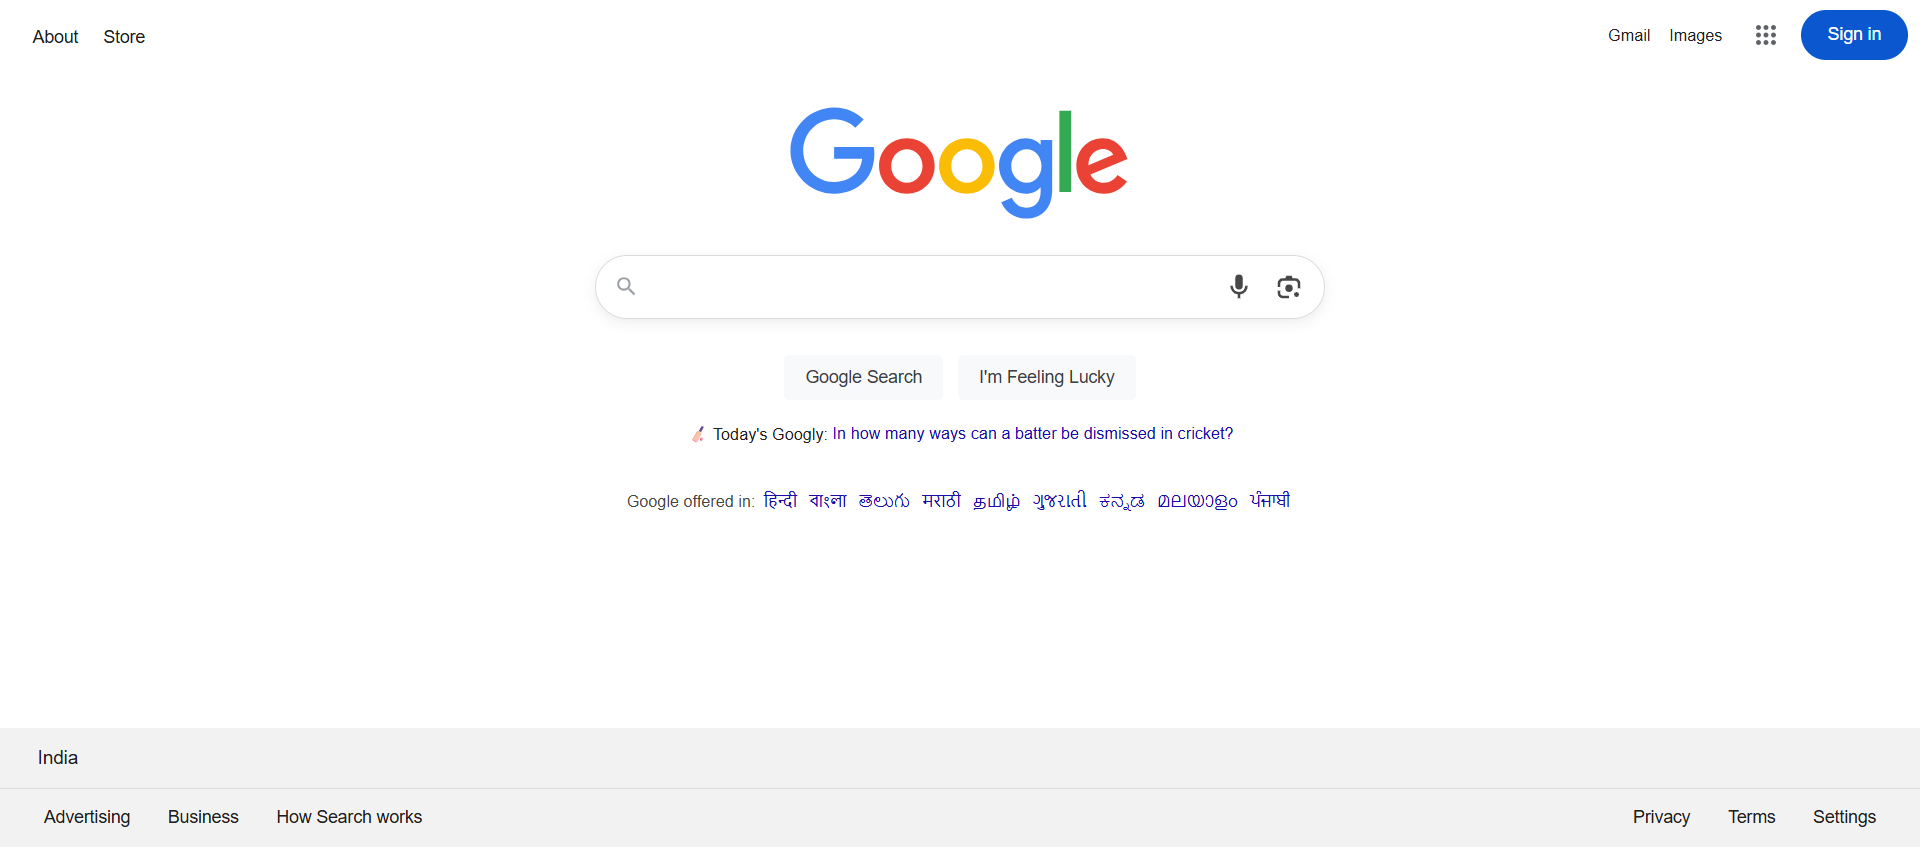 About Store Gmail Images Sign in
Google
Google Search I'm Feeling Lucky
Today's Googly: In how many ways can a batter be dismissed in cricket?
Google offered in: हिन्दी বাংলা తెలుగు मराठी தமிழ் ગુજરાતી ಕನ್ನಡ മലയാളം ਪੰਜਾਬੀ
India
Advertising Business How Search works Privacy Terms Settings